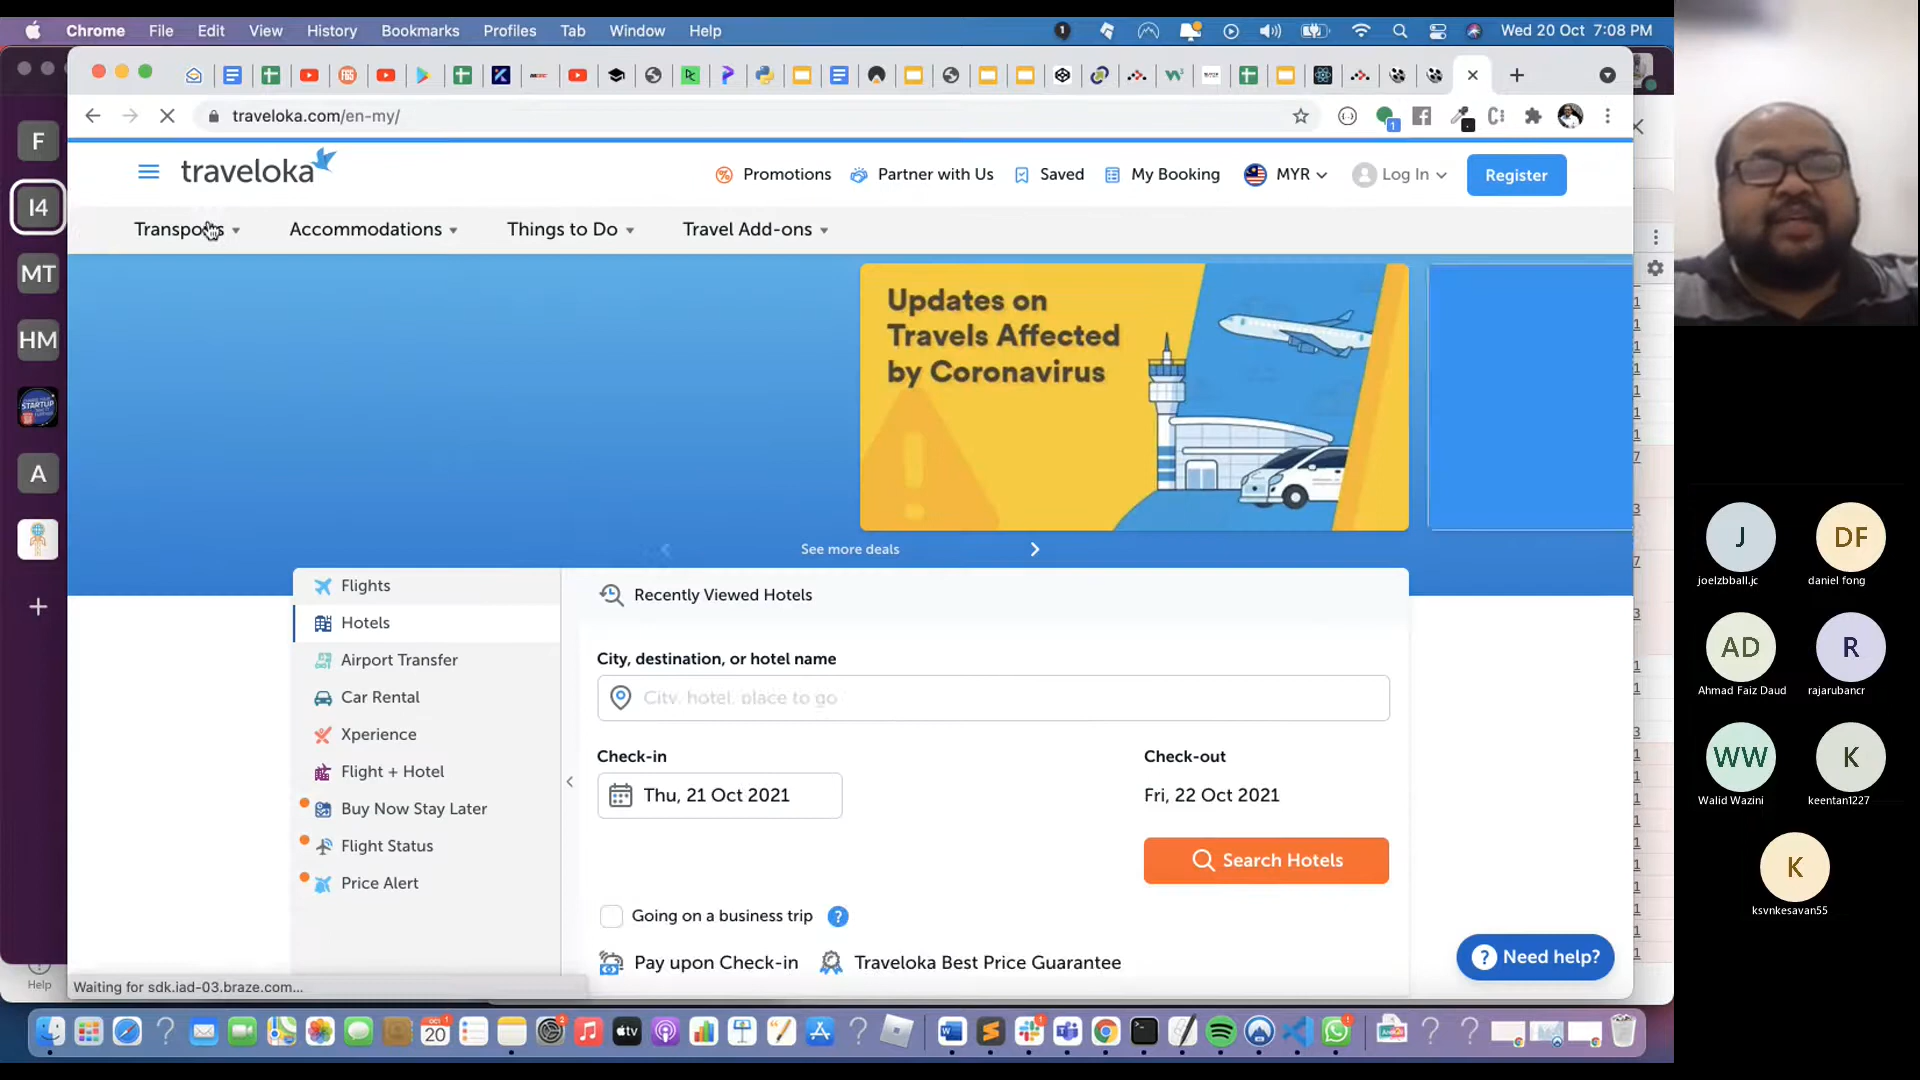 Chrome File Edit View History Bookmarks Profiles Tab Window Help
1 Wed 20 Oct 7:08 PM
traveloka.com/en-my/
1
F
I4
MT
HM
A
traveloka
Promotions Partner with Us Saved My Booking MYR Log In Register
Transports Accommodations Things to Do Travel Add-ons
Updates on
Travels Affected
by Coronavirus
See more deals
Flights
Hotels
Airport Transfer
Car Rental
Xperience
Flight + Hotel
Buy Now Stay Later
Flight Status
Price Alert
Recently Viewed Hotels
City, destination, or hotel name
City, hotel, place to go
Check-in
Thu, 21 Oct 2021
Check-out
Fri, 22 Oct 2021
Search Hotels
Going on a business trip ?
Pay upon Check-in Traveloka Best Price Guarantee
? Need help?
Waiting for sdk.iad-03.braze.com...
Help
J
joelzbball.jc
DF
daniel fong
AD
Ahmad Faiz Daud
R
rajarubancr
WW
Walid Wazini
K
keentan1227
K
ksvnkesavan55
OCT
20
tv